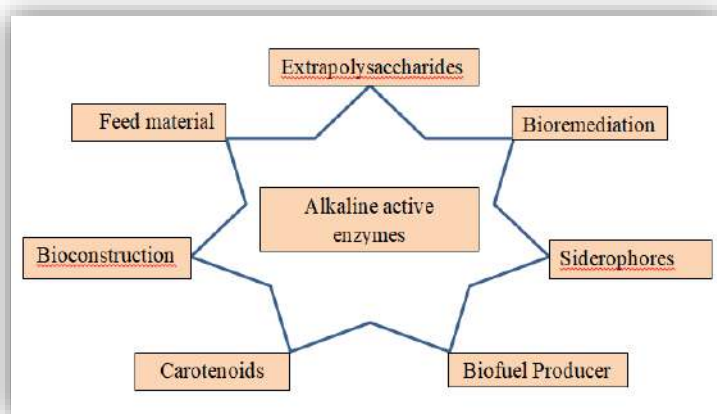 Extrapolysaccharides
Feed material
Bioremediation
Alkaline active
enzymes
Bioconstruction
Siderophores
Carotenoids
Biofuel Producer